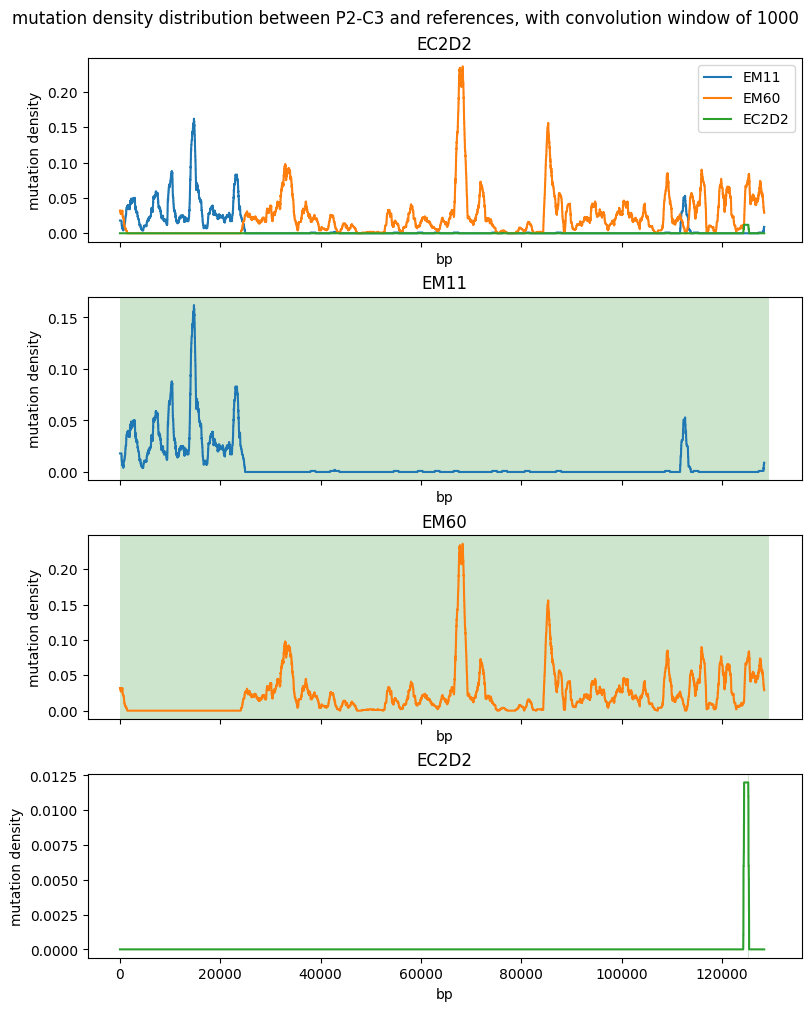 mutation density distribution between P2-C3 and references, with convolution window of 1000
EC2D2
mutation density
0.20
0.15
0.10
0.05
0.00
EM11
EM60
EC2D2
bp
EM11
mutation density
0.15
0.10
0.05
0.00
bp
EM60
mutation density
0.20
0.15
0.10
0.05
0.00
bp
EC2D2
mutation density
0.0125
0.0100
0.0075
0.0050
0.0025
0.0000
0 20000 40000 60000 80000 100000 120000
bp